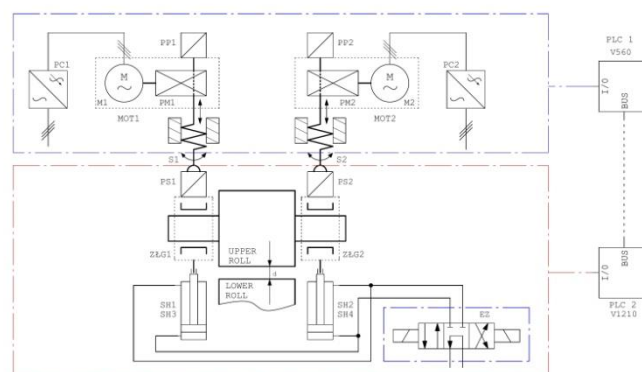 PP1
PP2
PLC 1
V560
PC1
PC2
I/O
BUS
M
M
M1
PM1
PM2
M2
MOT1
MOT2
S1
S2
PS1
PS2
ZŁG1
UPPER
ROLL
ZŁG2
d
LOWER
ROLL
SH1
SH3
SH2
SH4
EZ
BUS
I/O
PLC 2
V1210